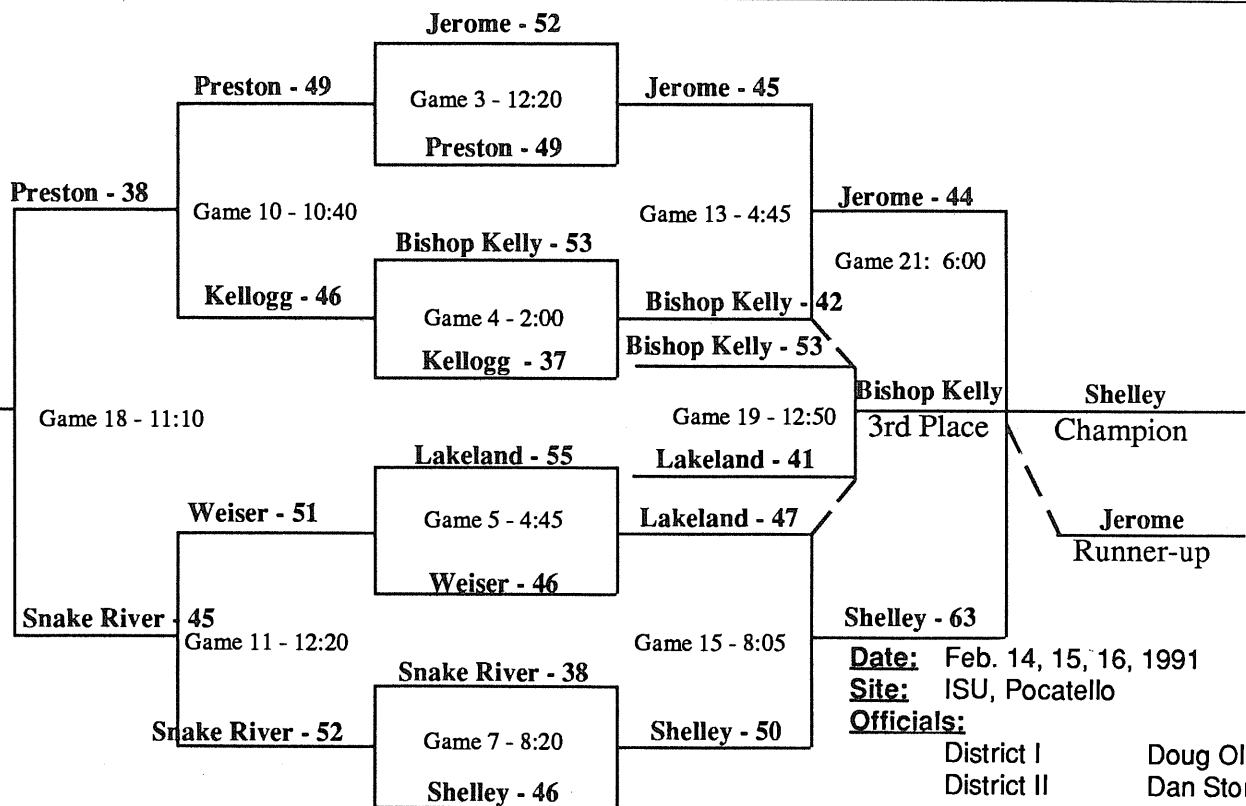 Jerome - 52
Preston - 49
Game 3 - 12:20
Jerome - 45
Preston - 49
Preston - 38
Game 10 - 10:40
Game 13 - 4:45
Jerome - 44
Bishop Kelly - 53
Game 21: 6:00
Kellogg - 46
Game 4 - 2:00
Bishop Kelly - 42
Kellogg - 37
Bishop Kelly - 53
Game 18 - 11:10
Game 19 - 12:50
Bishop Kelly
3rd Place
Shelley
Champion
Lakeland - 55
Lakeland - 41
Weiser - 51
Game 5 - 4:45
Lakeland - 47
Jerome
Runner-up
Weiser - 46
Snake River - 45
Game 11 - 12:20
Game 15 - 8:05
Shelley - 63
Snake River - 38
Snake River - 52
Game 7 - 8:20
Shelley - 50
Shelley - 46
Date: Feb. 14, 15, 16, 1991
Site: ISU, Pocatello
Officials:
District I Doug
District II Dan